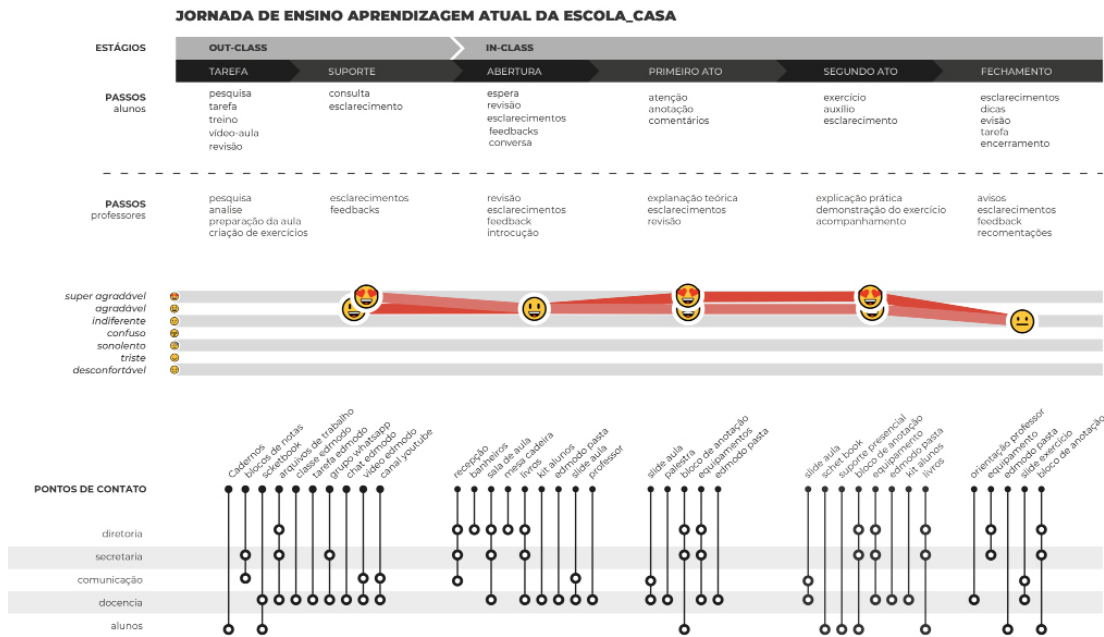 JORNADA DE ENSINO APRENDIZAGEM ATUAL DA ESCOLA_CASA
ESTÁGIOS
OUT-CLASS
IN-CLASS
TAREFA
SUPORTE
ABERTURA
PRIMEIRO ATO
SEGUNDO ATO
FECHAMENTO
PASSOS
alunos
pesquisa
tarefa
treino
vídeo-aula
revisão
consulta
esclarecimento
espera
revisão
esclarecimentos
feedbacks
conversa
atenção
anotação
comentários
exercício
auxílio
esclarecimento
esclarecimentos
dicas
evisão
tarefa
encerramento
PASSOS
professores
pesquisa
analise
preparação da aula
criação de exercícios
esclarecimentos
feedbacks
revisão
esclarecimentos
feedback
introcução
explanação teórica
esclarecimentos
revisão
explicação prática
demonstração do exercício
acompanhamento
avisos
esclarecimentos
feedback
recomentações
super agradável
agradável
indiferente
confuso
sonolento
triste
desconfortável
PONTOS DE CONTATO
Cadernos
blocos de notas
scketbook
arquivos de trabalho
classe edmodo
tarefa edmodo
grupo whatsapp
chat edmodo
vídeo edmodo
canal youtube
recepção
banheiros
sala de aula
mesa cadeira
livros
kit alunos
edmodo pasta
slide aula
professor
slide aula
palestra
bloco de anotação
equipamentos
edmodo pasta
slide aula
schet book
suporte presencial
bloco de anotação
equipamento
edmodo pasta
kit alunos
livros
orientação professor
equipamento
edmodo pasta
slide exercício
bloco de anotação
diretoria
secretaria
comunicação
docencia
alunos